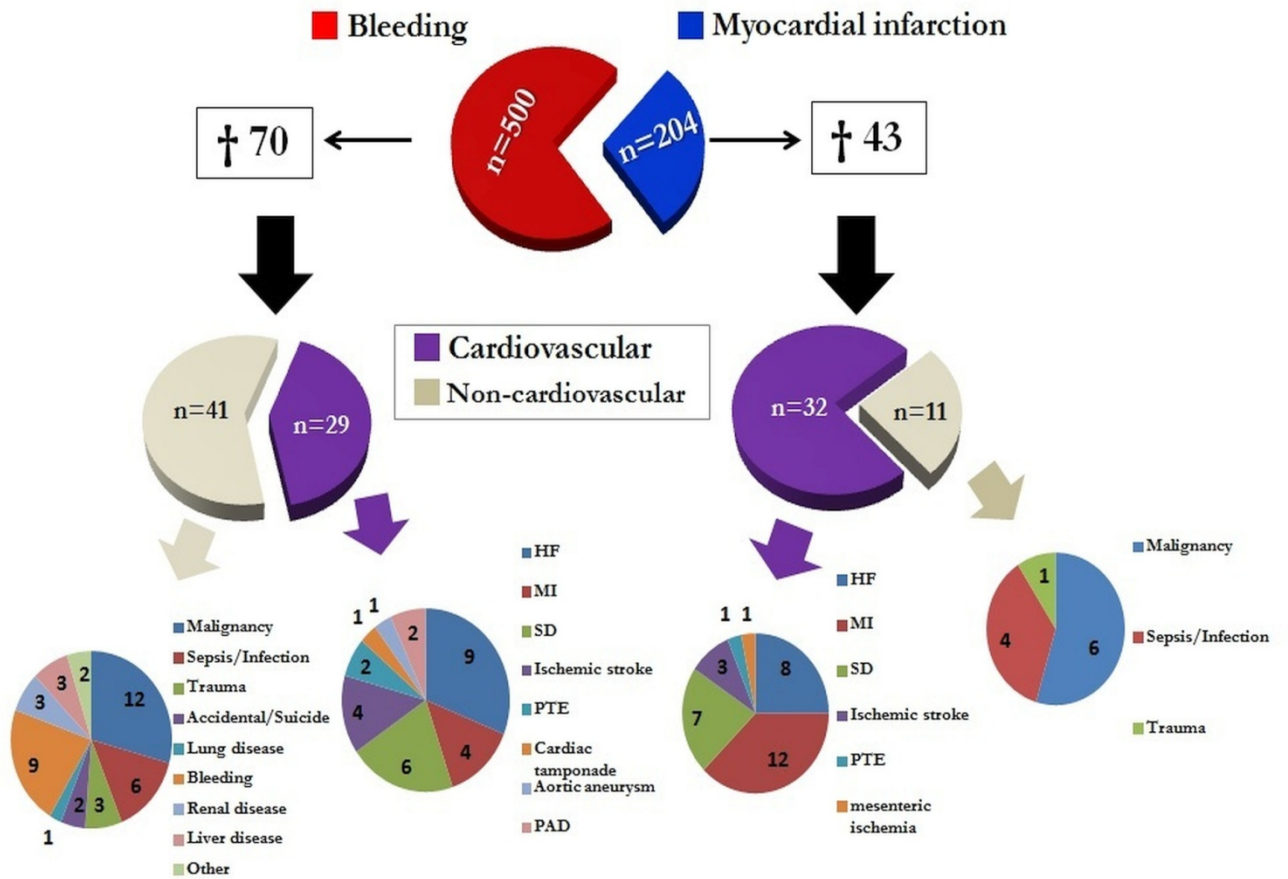 Bleeding
Myocardial infarction
n=500
n=204
† 70
† 43
Cardiovascular
Non-cardiovascular
n=41
n=29
n=32
n=11
Malignancy
Sepsis/Infection
Trauma
Accidental/Suicide
Lung disease
Bleeding
Renal disease
Liver disease
Other
12
6
3
2
1
9
3
3
2
HF
MI
SD
Ischemic stroke
PTE
Cardiac
tamponade
Aortic aneurysm
PAD
9
4
6
4
2
1
1
2
HF
MI
SD
Ischemic stroke
PTE
mesenteric
ischemia
8
12
7
3
1
1
Malignancy
Sepsis/Infection
Trauma
6
4
1